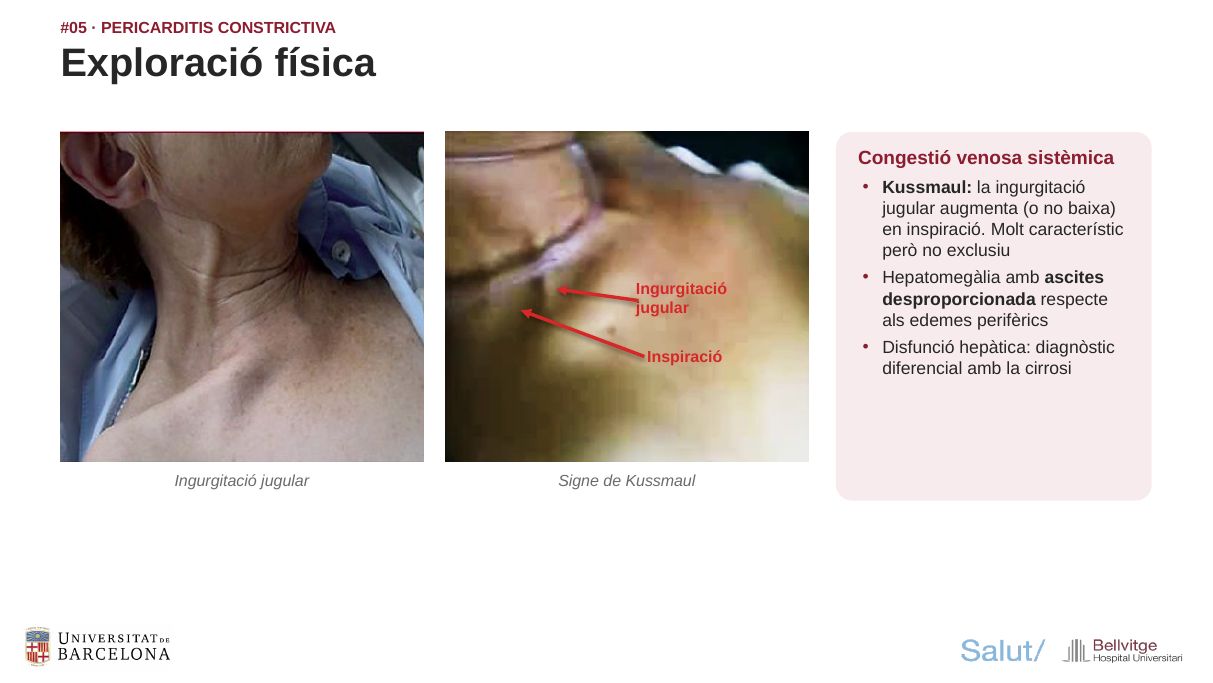 #05 · PERICARDITIS CONSTRICTIVA
Exploració física
Ingurgitació
jugular
Inspiració
Ingurgitació jugular
Signe de Kussmaul
Congestió venosa sistèmica
• Kussmaul: la ingurgitació
jugular augmenta (o no baixa)
en inspiració. Molt característic
però no exclusiu
• Hepatomegàlia amb ascites
desproporcionada respecte
als edemes perifèrics
• Disfunció hepàtica: diagnòstic
diferencial amb la cirrosi
UNIVERSITAT DE
BARCELONA
Salut/
Bellvitge
Hospital Universitari